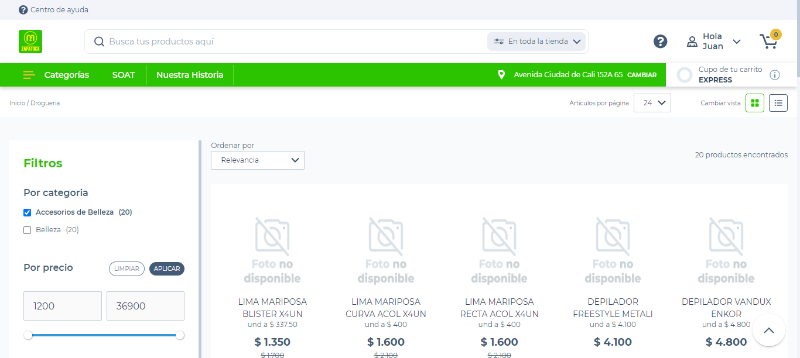 Centro de ayuda
Busca tus productos aquí
En toda la tienda
Hola
Juan
0
Categorías
SOAT
Nuestra Historia
Avenida Ciudad de Cali 152A 65 CAMBIAR
Cupo de tu carrito
EXPRESS
Inicio / Drogueria
Artículos por página
24
Cambiar vista
Filtros
Ordenar por
Relevancia
20 productos encontrados
Por categoría
Accesorios de Belleza (20)
Belleza (20)
Por precio
LIMPIAR
APLICAR
1200
36900
Foto no
disponible
Foto no
disponible
Foto no
disponible
Foto no
disponible
Foto no
disponible
LIMA MARIPOSA
BLISTER X4UN
und a $ 337.50
$ 1.350
$ 1.700
LIMA MARIPOSA
CURVA ACOL X4UN
und a $ 400
$ 1.600
$ 2.100
LIMA MARIPOSA
RECTA ACOL X4UN
und a $ 400
$ 1.600
$ 2.100
DEPILADOR
FREESTYLE METALI
und a $ 4.100
$ 4.100
DEPILADOR VANDUX
ENKOR
und a $ 4.800
$ 4.800